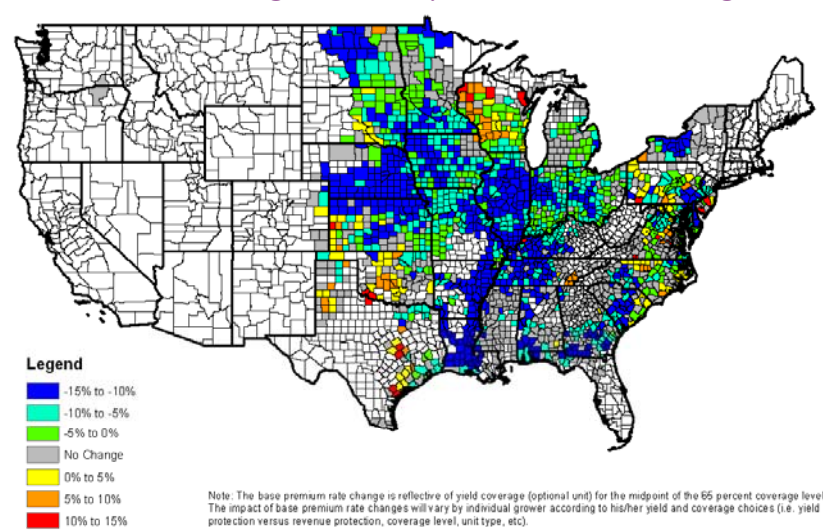 Legend
-15% to -10%
-10% to -5%
-5% to 0%
No Change
0% to 5%
5% to 10%
10% to 15%
Note: The base premium rate change is reflective of yield coverage (optional unit) for the midpoint of the 65 percent coverage level
The impact of base premium rate changes will vary by individual grower according to his/her yield and coverage choices (i.e. yield
protection versus revenue protection, coverage level, unit type, etc).